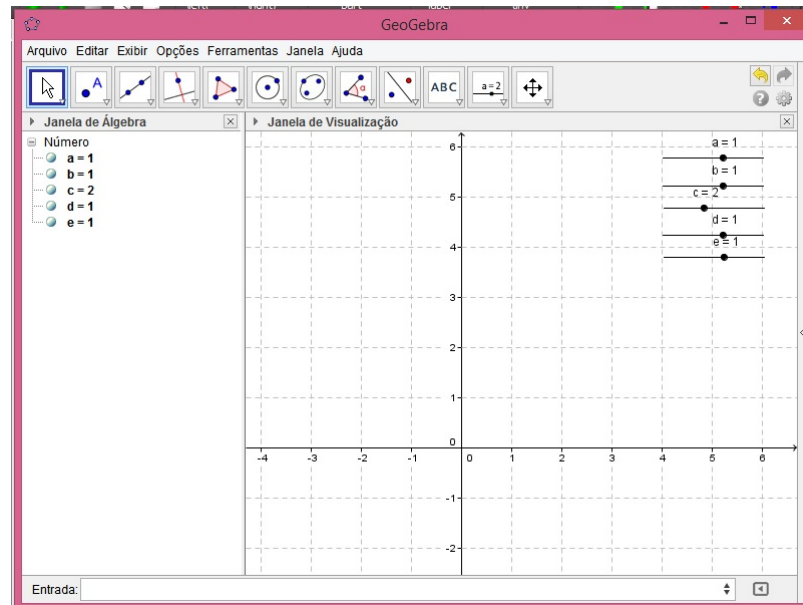 GeoGebra
Arquivo Editar Exibir Opções Ferramentas Janela Ajuda
A
α
ABC
a=2
Janela de Álgebra
Janela de Visualização
Número
a = 1
b = 1
c = 2
d = 1
e = 1
a = 1
b = 1
c = 2
d = 1
e = 1
6
5
4
3
2
1
0
-4 -3 -2 -1 0 1 2 3 4 5 6
-1
-2
Entrada: